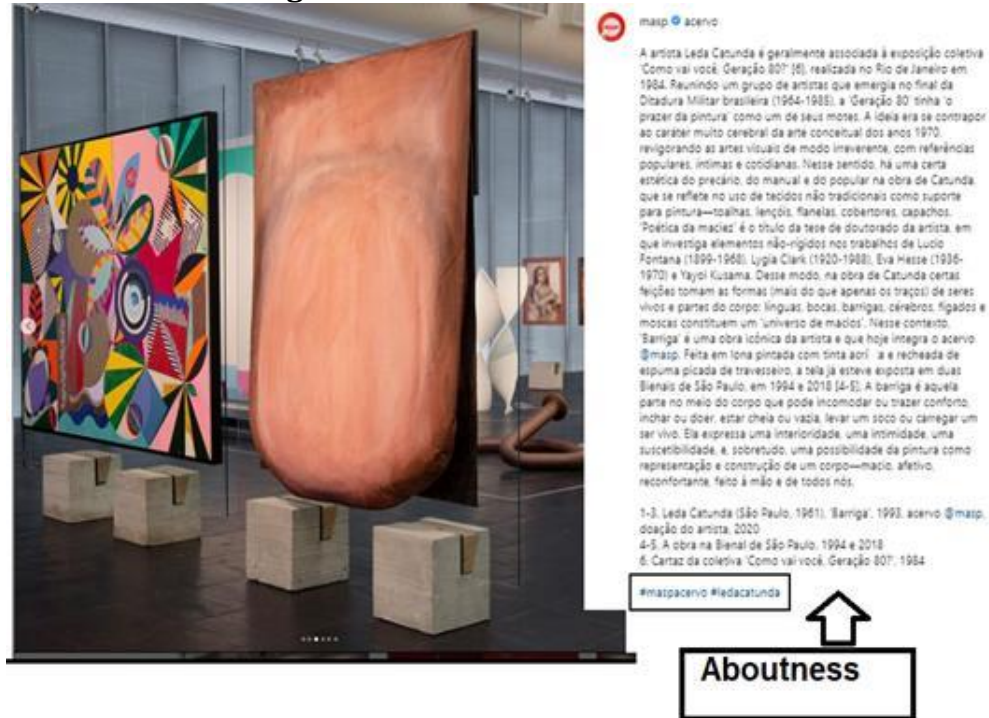 masp acervo
A artista Leda Catunda é geralmente associada à exposição coletiva
'Como vai você, Geração 80?' [6], realizada no Rio de Janeiro em
1984. Reunindo um grupo de artistas que emergia no final da
Ditadura Militar brasileira (1964-1985), a 'Geração 80' tinha 'o
prazer da pintura' como um de seus motes. A ideia era se contrapor
ao caráter muito cerebral da arte conceitual dos anos 1970,
revigorando as artes visuais de modo irreverente, com referências
populares, íntimas e cotidianas. Nesse sentido, há uma certa
estética do precário, do manual e do popular na obra de Catunda
que se reflete no uso de tecidos não tradicionais como suporte
para pintura—toalhas, lençóis, flanelas, cobertores, capachos.
'Poética da maciez' é o título da tese de doutorado da artista, em
que investiga elementos não-rígidos nos trabalhos de Lucio
Fontana (1899-1968), Lygia Clark (1920-1988), Eva Hesse (1936-
1970) e Yayoi Kusama. Desse modo, na obra de Catunda certas
feições tomam as formas (mais do que apenas os traços) de seres
vivos e partes do corpo: línguas, bocas, barrigas, cérebros, fígados e
moscas constituem um 'universo de macios'. Nesse contexto,
'Barriga' é uma obra icônica da artista e que hoje integra o acervo
@masp. Feita em lona pintada com tinta acrí a e recheada de
espuma picada de travesseiro, a tela já esteve exposta em duas
Bienais de São Paulo, em 1994 e 2018 [4-5]. A barriga é aquela
parte no meio do corpo que pode incomodar ou trazer conforto,
inchar ou doer, estar cheia ou vazia, levar um soco ou carregar um
ser vivo. Ela expressa uma interioridade, uma intimidade, uma
suscetibilidade, e, sobretudo, uma possibilidade da pintura como
representação e construção de um corpo—macio, afetivo,
reconfortante, feito à mão e de todos nós.
1-3. Leda Catunda (São Paulo, 1961), 'Barriga', 1993, acervo @masp,
doação do artista, 2020
4-5. A obra na Bienal de São Paulo, 1994 e 2018
6. Cartaz da coletiva 'Como vai você, Geração 80?', 1984
#maspacervo #ledacatunda
Aboutness